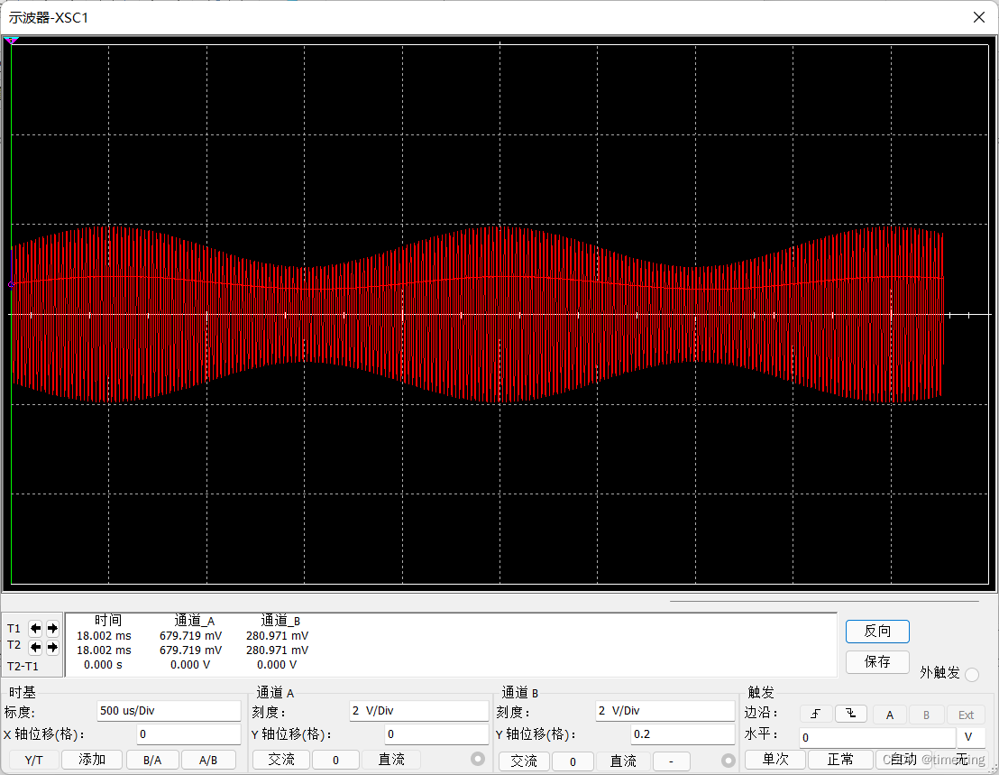 示波器-XSC1
时间 通道_A 通道_B
T1 18.002 ms 679.719 mV 280.971 mV
T2 18.002 ms 679.719 mV 280.971 mV
T2-T1 0.000 s 0.000 V 0.000 V
反向
保存
外触发
时基
标度: 500 us/Div
X 轴位移(格): 0
Y/T 添加 B/A A/B
通道 A
刻度: 2 V/Div
Y 轴位移(格): 0
交流 0 直流
通道 B
刻度: 2 V/Div
Y 轴位移(格): 0.2
交流 0 直流 -
触发
边沿: A B Ext
水平: 0 V
单次 正常 自动 无
CSDN @timerring